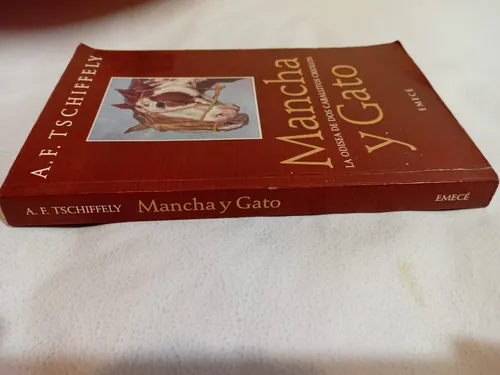 A. F. TSCHIFFELY
Mancha
y Gato
LA ODISEA DE DOS CABALLITOS CRIOLLOS
EMECÉ
A. F. TSCHIFFELY Mancha y Gato EMECÉ